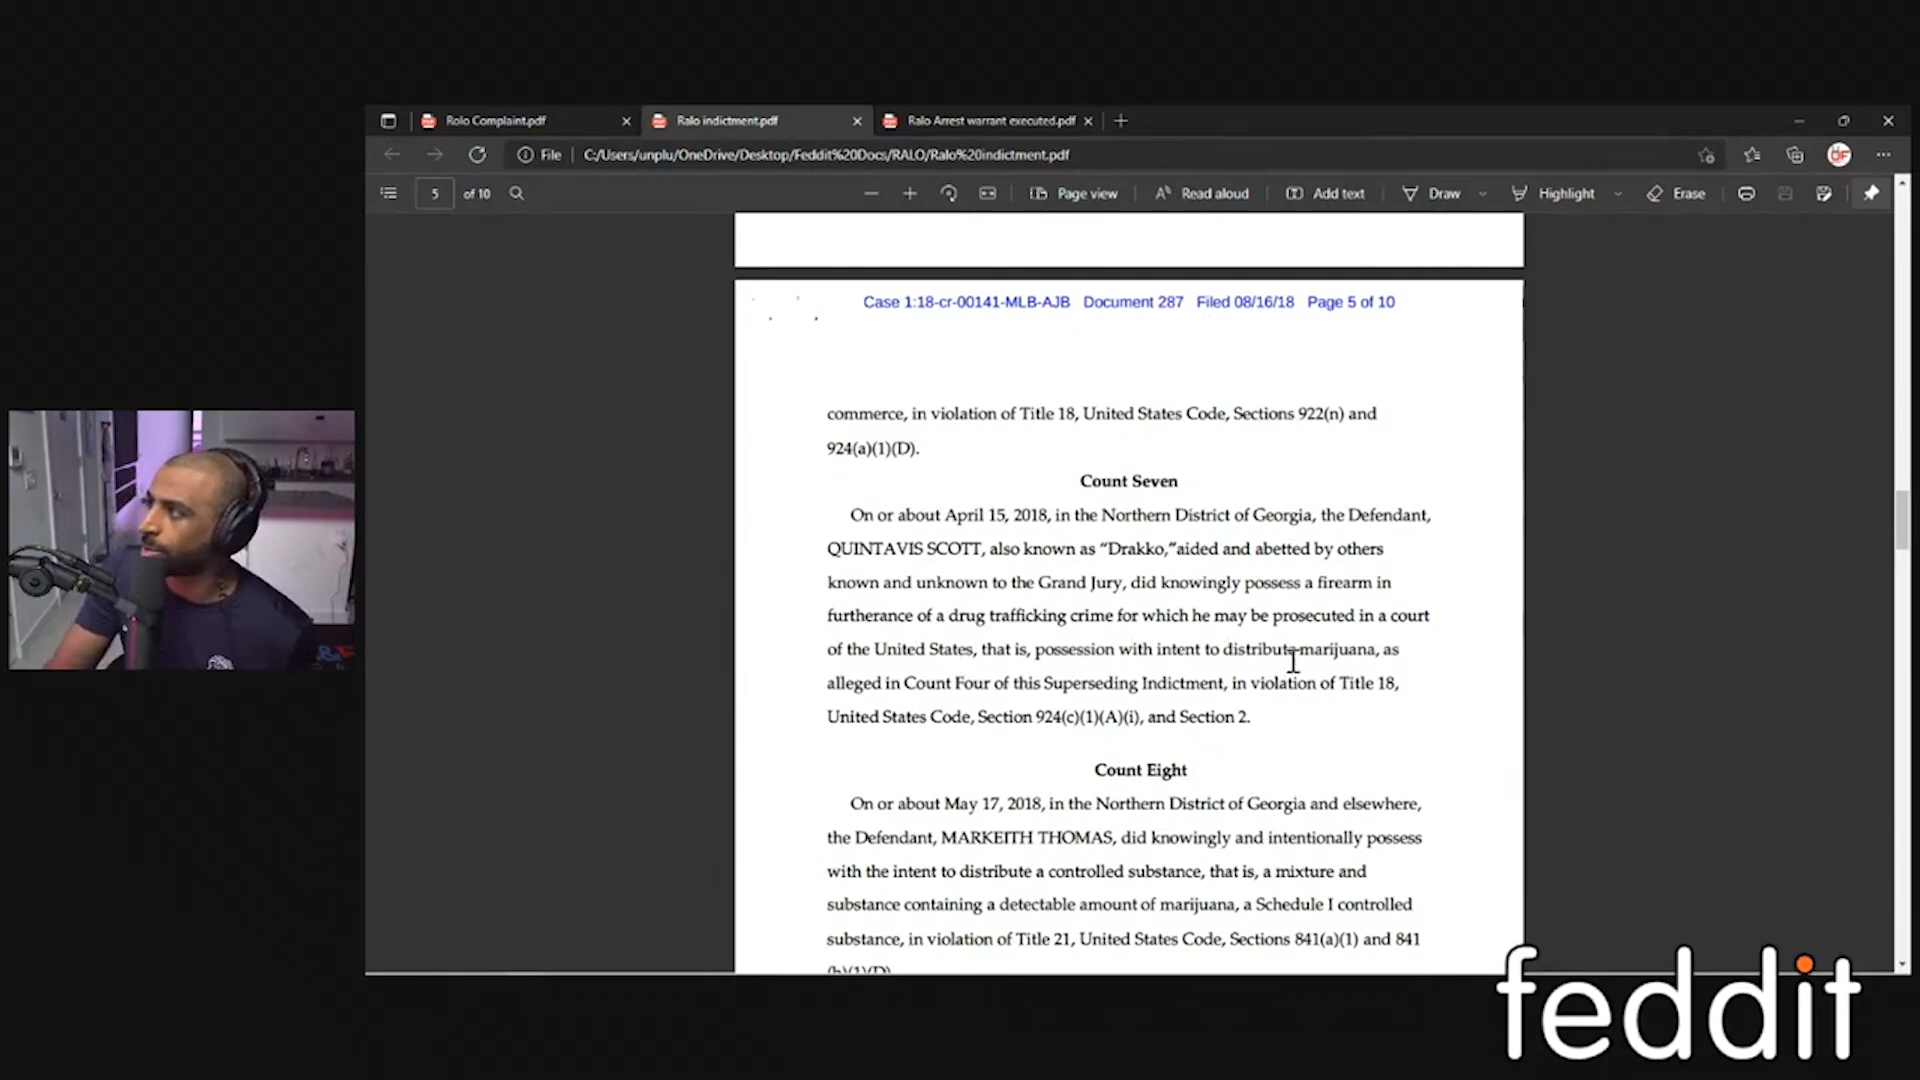 Rolo Complaint.pdf
Ralo indictment.pdf
Ralo Arrest warrant executed.pdf
File
C:/Users/unplu/OneDrive/Desktop/Feddit%20Docs/RALO/Ralo%20indictment.pdf
OF
5 of 10
Page view
Read aloud
Add text
Draw
Highlight
Erase
Case 1:18-cr-00141-MLB-AJB Document 287 Filed 08/16/18 Page 5 of 10
commerce, in violation of Title 18, United States Code, Sections 922(n) and
924(a)(1)(D).
Count Seven
On or about April 15, 2018, in the Northern District of Georgia, the Defendant,
QUINTAVIS SCOTT, also known as “Drakko,”aided and abetted by others
known and unknown to the Grand Jury, did knowingly possess a firearm in
furtherance of a drug trafficking crime for which he may be prosecuted in a court
of the United States, that is, possession with intent to distribute marijuana, as
alleged in Count Four of this Superseding Indictment, in violation of Title 18,
United States Code, Section 924(c)(1)(A)(i), and Section 2.
Count Eight
On or about May 17, 2018, in the Northern District of Georgia and elsewhere,
the Defendant, MARKEITH THOMAS, did knowingly and intentionally possess
with the intent to distribute a controlled substance, that is, a mixture and
substance containing a detectable amount of marijuana, a Schedule I controlled
substance, in violation of Title 21, United States Code, Sections 841(a)(1) and 841
(b)(1)(D)
feddit